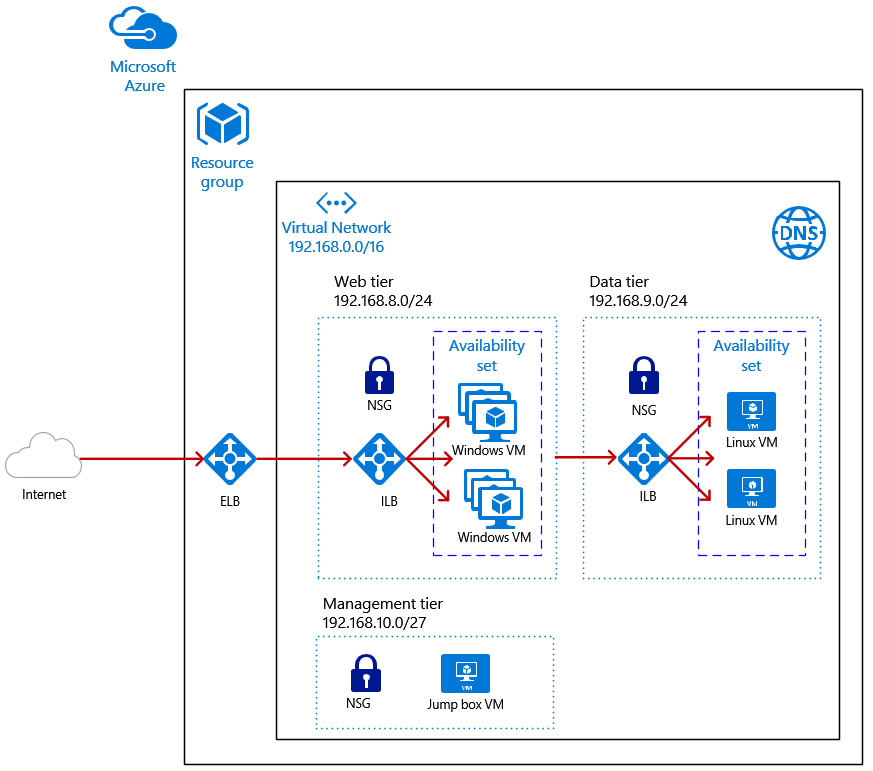 Microsoft
Azure
Resource
group
Virtual Network
192.168.0.0/16
DNS
Web tier
192.168.8.0/24
Availability
set
NSG
Windows VM
ILB
Windows VM
Data tier
192.168.9.0/24
Availability
set
NSG
VM
Linux VM
ILB
VM
Linux VM
Internet
ELB
Management tier
192.168.10.0/27
NSG
VM
Jump box VM